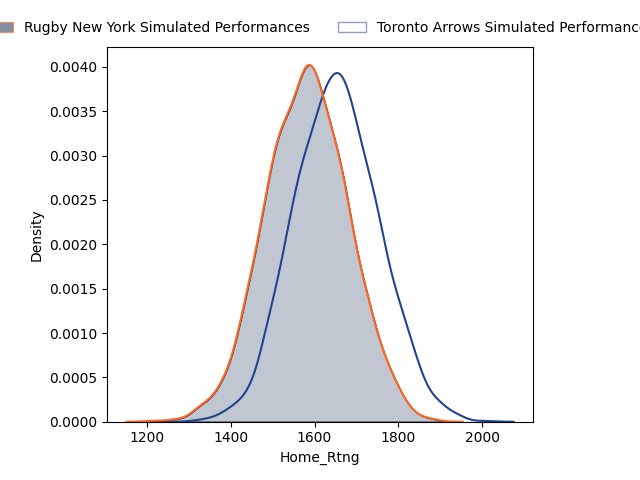 Rugby New York Simulated Performances
Toronto Arrows Simulated
0.0040
0.0035
0.0030
0.0025
0.0020
0.0015
0.0010
0.0005
0.0000
Density
1200 1400 1600 1800 2000
Home_Rtng